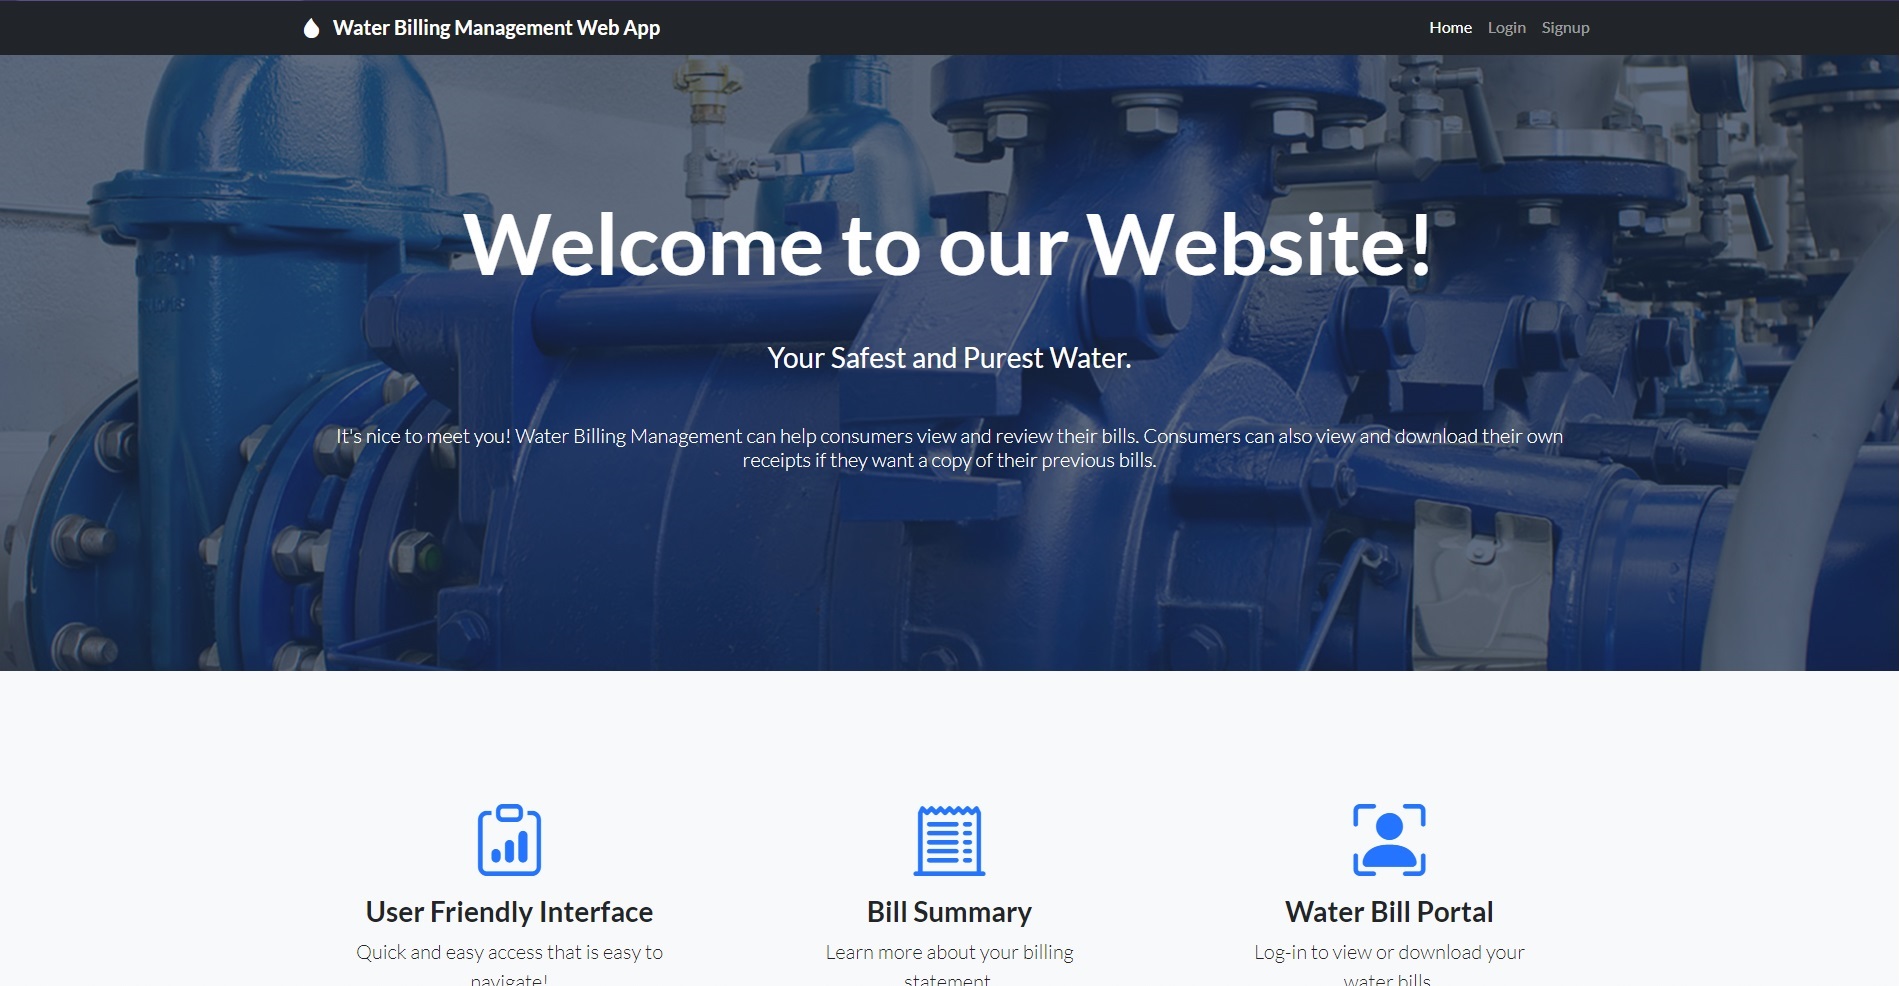 Water Billing Management Web App
Home Login Signup
Welcome to our Website!
Your Safest and Purest Water.
It's nice to meet you! Water Billing Management can help consumers view and review their bills. Consumers can also view and download their own
receipts if they want a copy of their previous bills.
User Friendly Interface
Quick and easy access that is easy to
navigate!
Bill Summary
Learn more about your billing
statement
Water Bill Portal
Log-in to view or download your
water bills